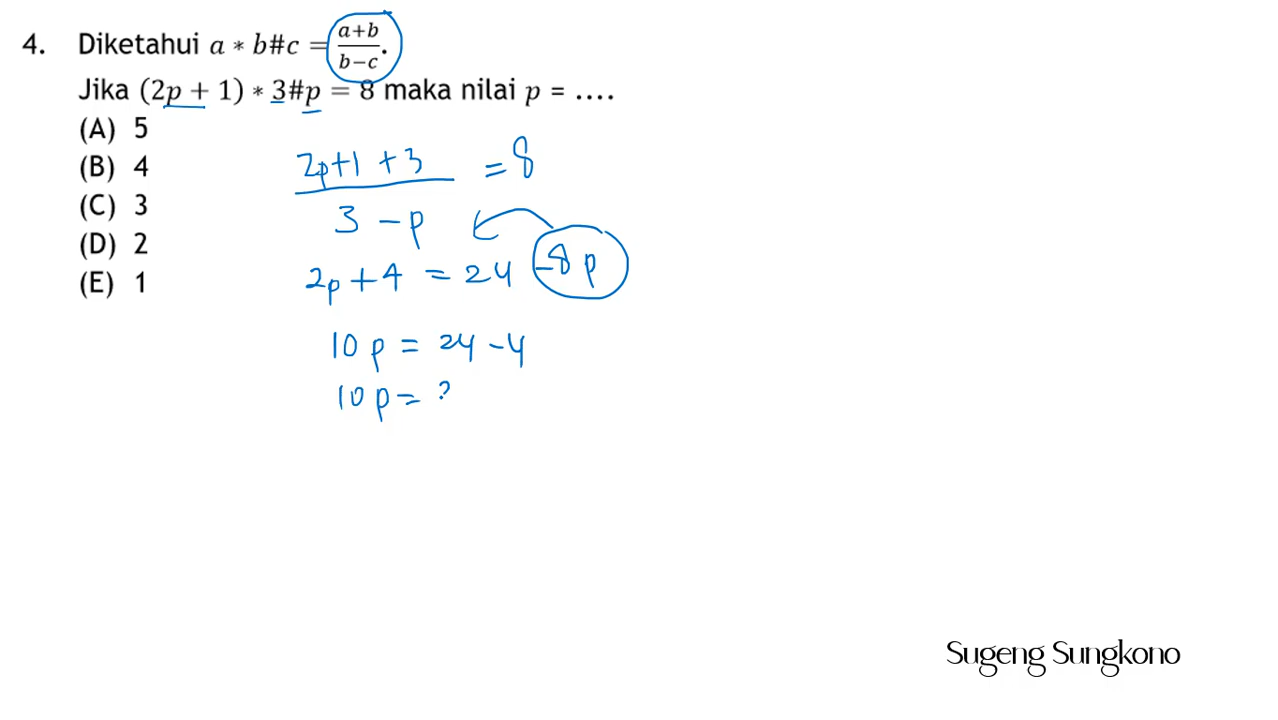 4. Diketahui a * b#c = a+b / b−c.
Jika (2p + 1) * 3#p = 8 maka nilai p = ....
(A) 5
(B) 4
(C) 3
(D) 2
(E) 1
2p+1 +3 / 3 − p = 8
2p + 4 = 24 −8p
10 p = 24 − 4
10 p = 2
Sugeng Sungkono